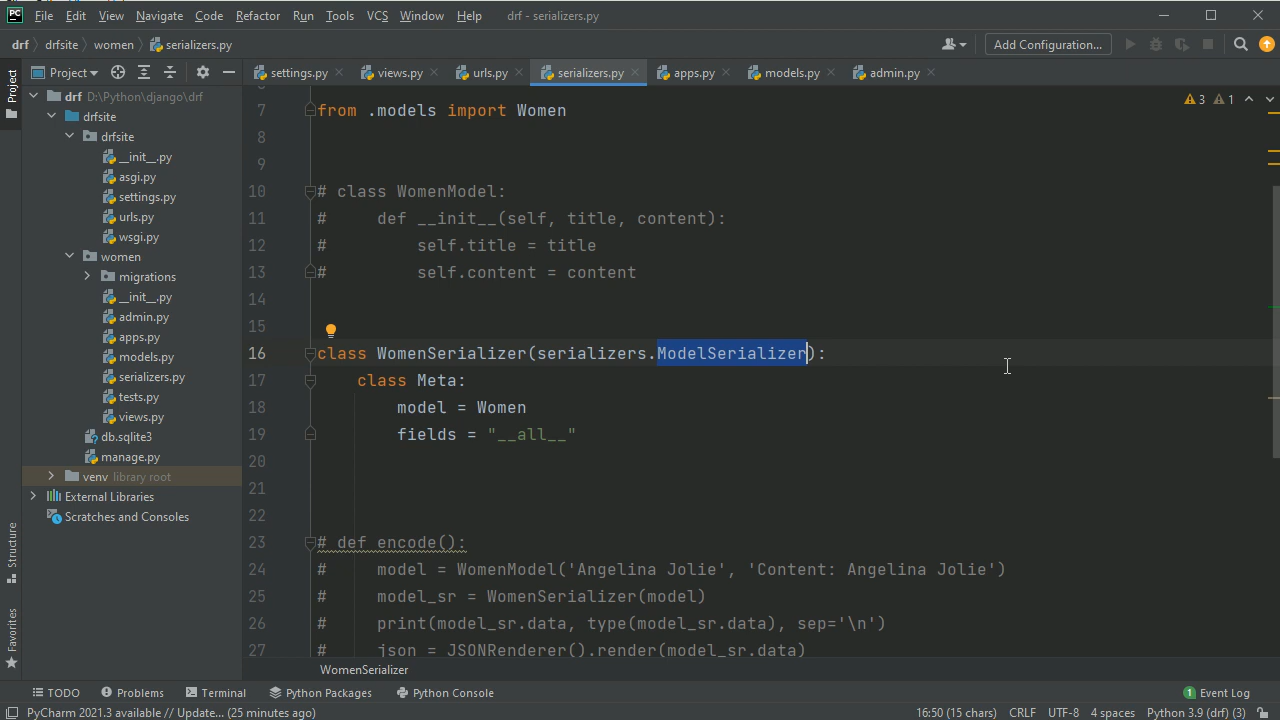 PC File Edit View Navigate Code Refactor Run Tools VCS Window Help drf - serializers.py
drf drfsite women serializers.py Add Configuration...
Project Project settings.py views.py urls.py serializers.py apps.py models.py admin.py
drf D:\Python\django\drf
drfsite
drfsite
__init__.py
asgi.py
settings.py
urls.py
wsgi.py
women
migrations
__init__.py
admin.py
apps.py
models.py
serializers.py
tests.py
views.py
db.sqlite3
manage.py
venv library root
External Libraries
Scratches and Consoles
Structure
Favorites
3 1
7 from .models import Women
8
9
10 # class WomenModel:
11 #     def __init__(self, title, content):
12 #         self.title = title
13 #         self.content = content
14
15
16 class WomenSerializer(serializers.ModelSerializer):
17     class Meta:
18         model = Women
19         fields = "__all__"
20
21
22
23 # def encode():
24 #     model = WomenModel('Angelina Jolie', 'Content: Angelina Jolie')
25 #     model_sr = WomenSerializer(model)
26 #     print(model_sr.data, type(model_sr.data), sep='\n')
27 #     json = JSONRenderer().render(model_sr.data)
WomenSerializer
TODO Problems Terminal Python Packages Python Console 1 Event Log
PyCharm 2021.3 available // Update... (25 minutes ago) 16:50 (15 chars) CRLF UTF-8 4 spaces Python 3.9 (drf) (3)